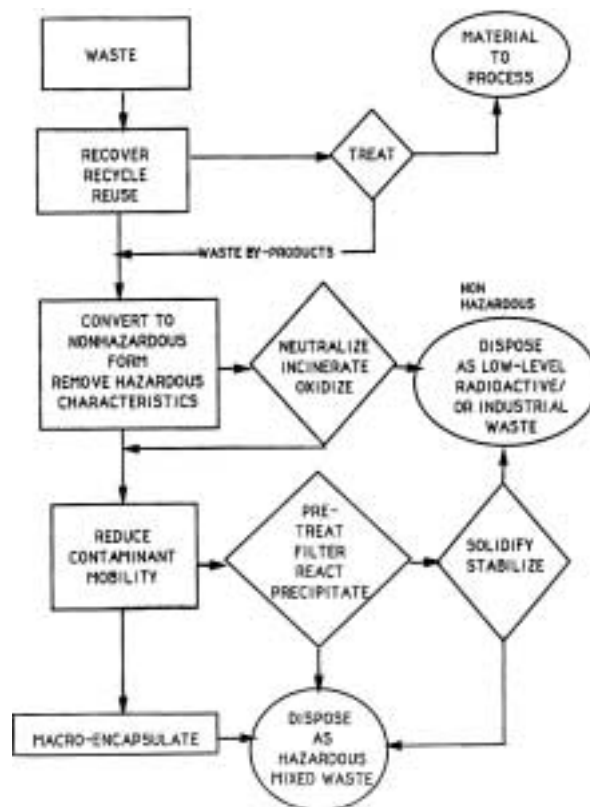 WASTE
MATERIAL
TO
PROCESS
RECOVER
RECYCLE
REUSE
TREAT
WASTE BY-PRODUCTS
CONVERT TO
NONHAZARDOUS
FORM
REMOVE HAZARDOUS
CHARACTERISTICS
NEUTRALIZE
INCINERATE
OXIDIZE
NON
HAZARDOUS
DISPOSE
AS LOW-LEVEL
RADIOACTIVE/
OR INDUSTRIAL
WASTE
REDUCE
CONTAMINANT
MOBILITY
PRE-
TREAT
FILTER
REACT
PRECIPITATE
SOLIDIFY
STABILIZE
MACRO-ENCAPSULATE
DISPOSE
AS
HAZARDOUS
MIXED WASTE